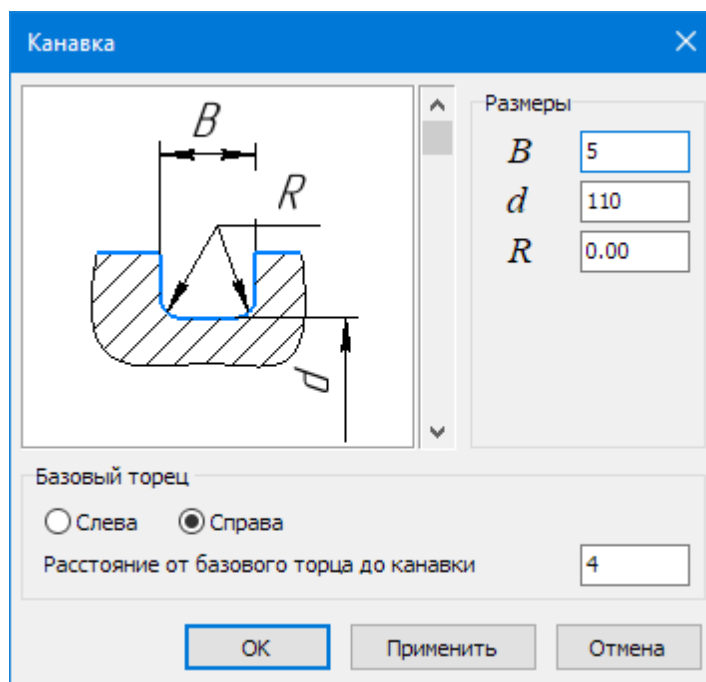 Канавка
B
R
d
Размеры
B 5
d 110
R 0.00
Базовый торец
Слева Справа
Расстояние от базового торца до канавки 4
OK Применить Отмена